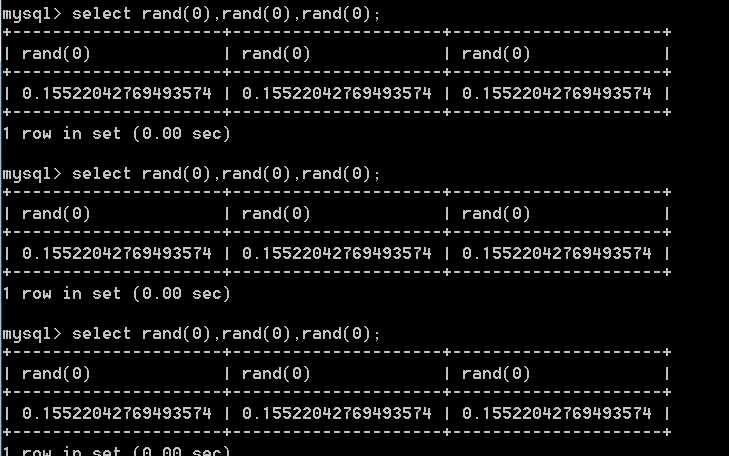 mysql> select rand(0),rand(0),rand(0);
+---------------------+---------------------+---------------------+
| rand(0)             | rand(0)             | rand(0)             |
+---------------------+---------------------+---------------------+
| 0.15522042769493574 | 0.15522042769493574 | 0.15522042769493574 |
+---------------------+---------------------+---------------------+
1 row in set (0.00 sec)
mysql> select rand(0),rand(0),rand(0);
+---------------------+---------------------+---------------------+
| rand(0)             | rand(0)             | rand(0)             |
+---------------------+---------------------+---------------------+
| 0.15522042769493574 | 0.15522042769493574 | 0.15522042769493574 |
+---------------------+---------------------+---------------------+
1 row in set (0.00 sec)
mysql> select rand(0),rand(0),rand(0);
+---------------------+---------------------+---------------------+
| rand(0)             | rand(0)             | rand(0)             |
+---------------------+---------------------+---------------------+
| 0.15522042769493574 | 0.15522042769493574 | 0.15522042769493574 |
+---------------------+---------------------+---------------------+
1 row in set (0.00 sec)